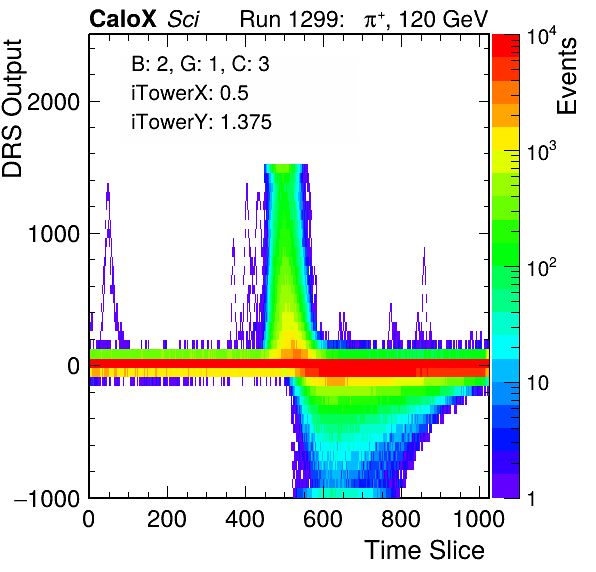 CaloX Sci Run 1299: π⁺, 120 GeV
B: 2, G: 1, C: 3
iTowerX: 0.5
iTowerY: 1.375
DRS Output
2000
1000
0
−1000
0 200 400 600 800 1000
Time Slice
Events
10⁴
10³
10²
10
1